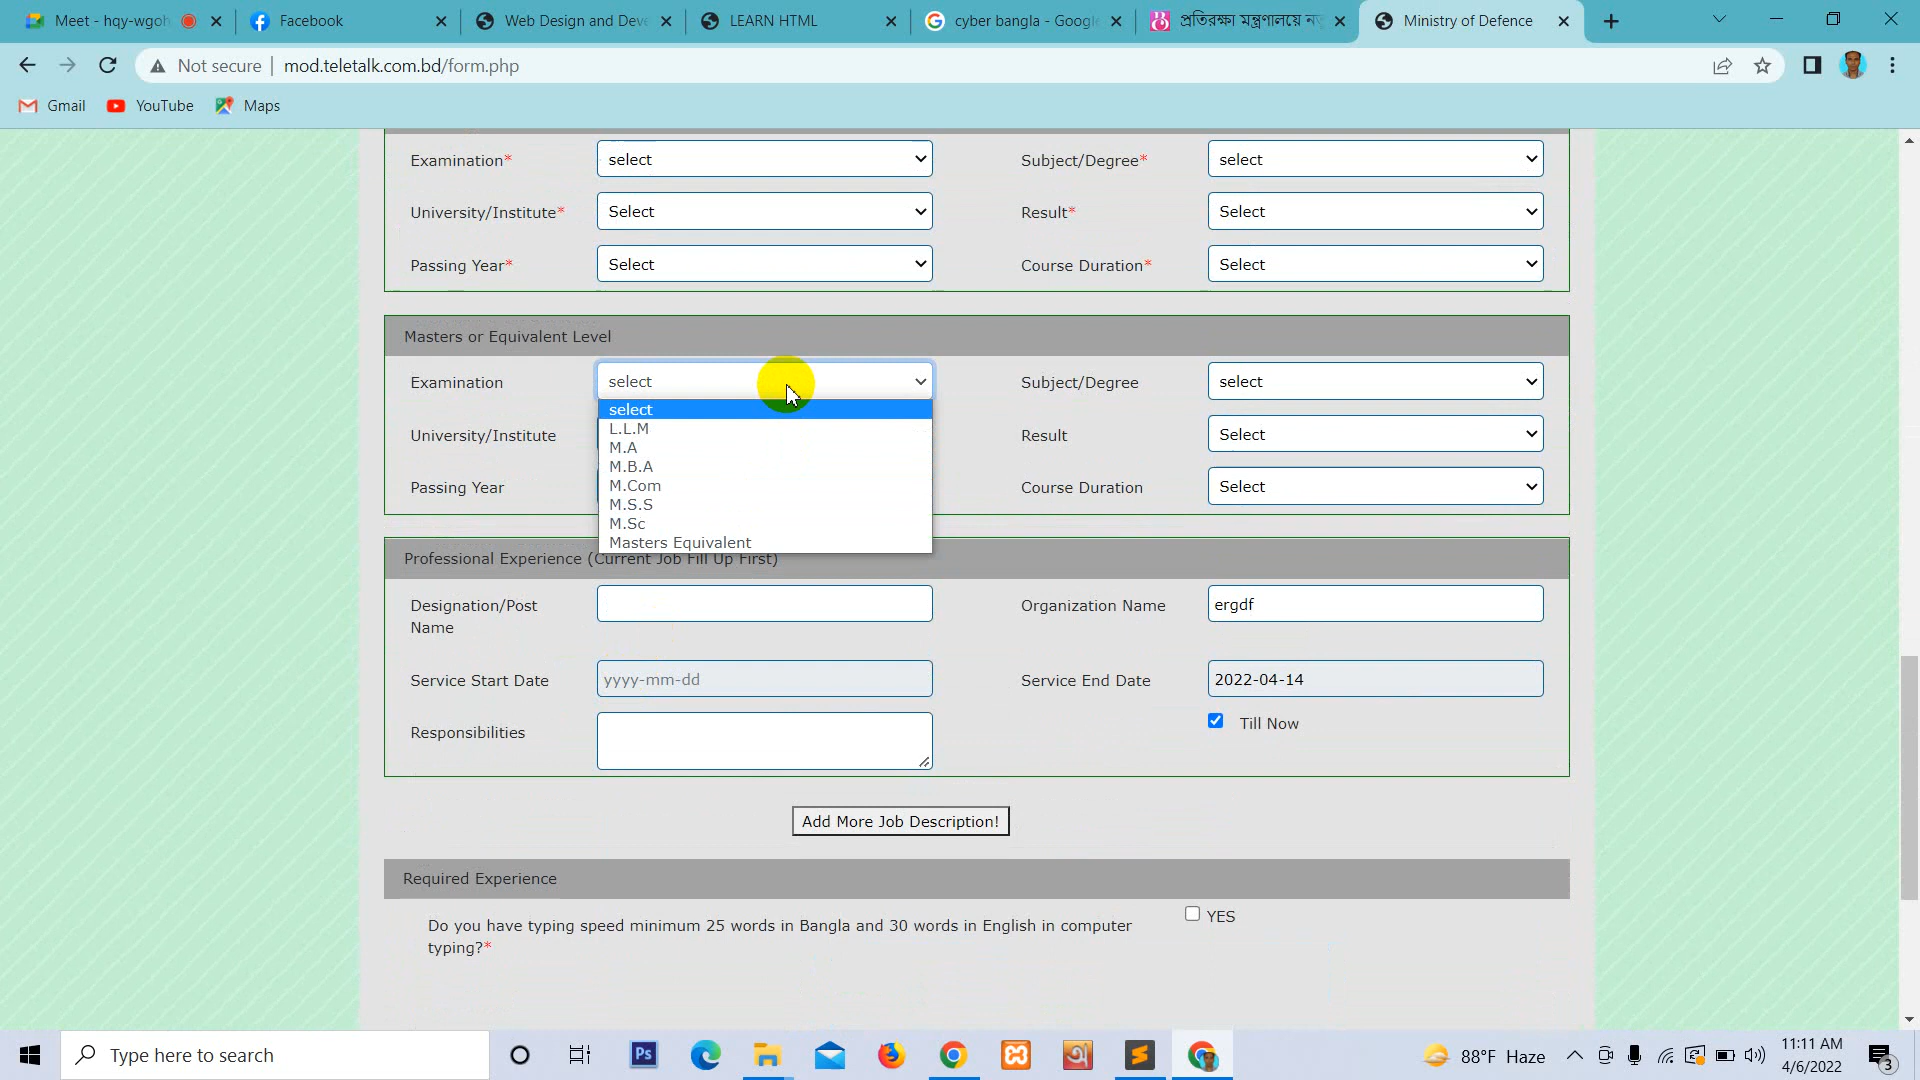 Meet - hqy-wgoh
Facebook
Web Design and Deve
LEARN HTML
cyber bangla - Google
প্রতিরক্ষা মন্ত্রণালয়ে নতু
Ministry of Defence
Not secure
mod.teletalk.com.bd/form.php
Gmail
YouTube
Maps
Examination* select Subject/Degree* select
University/Institute* Select Result* Select
Passing Year* Select Course Duration* Select
Masters or Equivalent Level
Examination select Subject/Degree select
select
L.L.M
M.A
M.B.A
M.Com
M.S.S
M.Sc
Masters Equivalent
University/Institute Result Select
Passing Year Course Duration Select
Professional Experience (Current Job Fill Up First)
Designation/Post
Name
Organization Name ergdf
Service Start Date yyyy-mm-dd Service End Date 2022-04-14
Responsibilities Till Now
Add More Job Description!
Required Experience
Do you have typing speed minimum 25 words in Bangla and 30 words in English in computer
typing?*
YES
Type here to search
Ps
88°F Haze
11:11 AM
4/6/2022
3